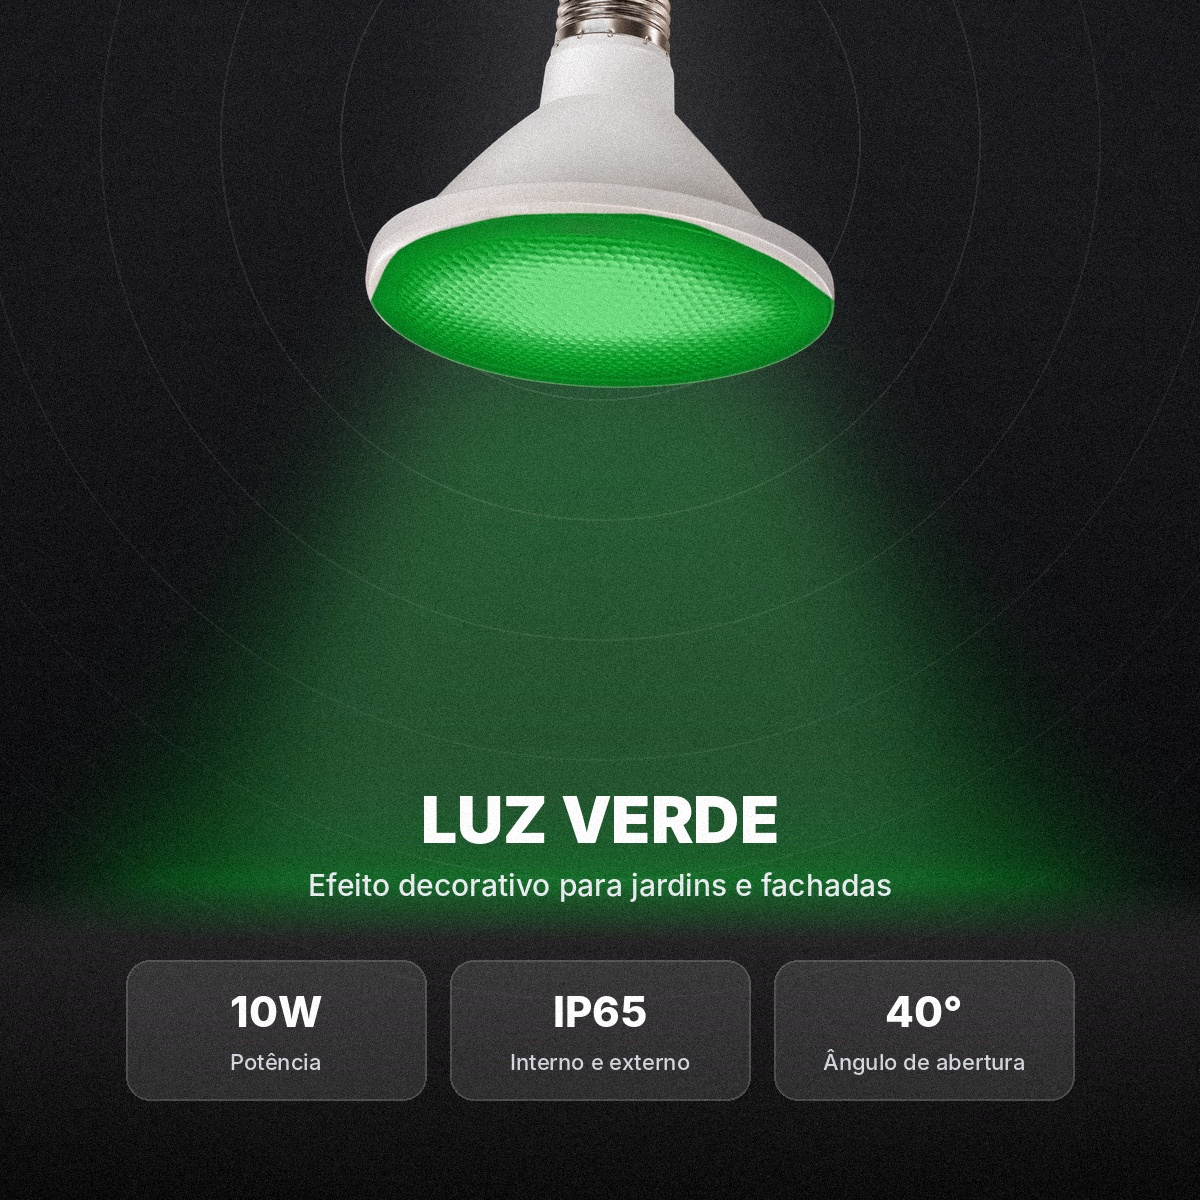 LUZ VERDE
Efeito decorativo para jardins e fachadas
10W
Potência
IP65
Interno e externo
40°
Ângulo de abertura